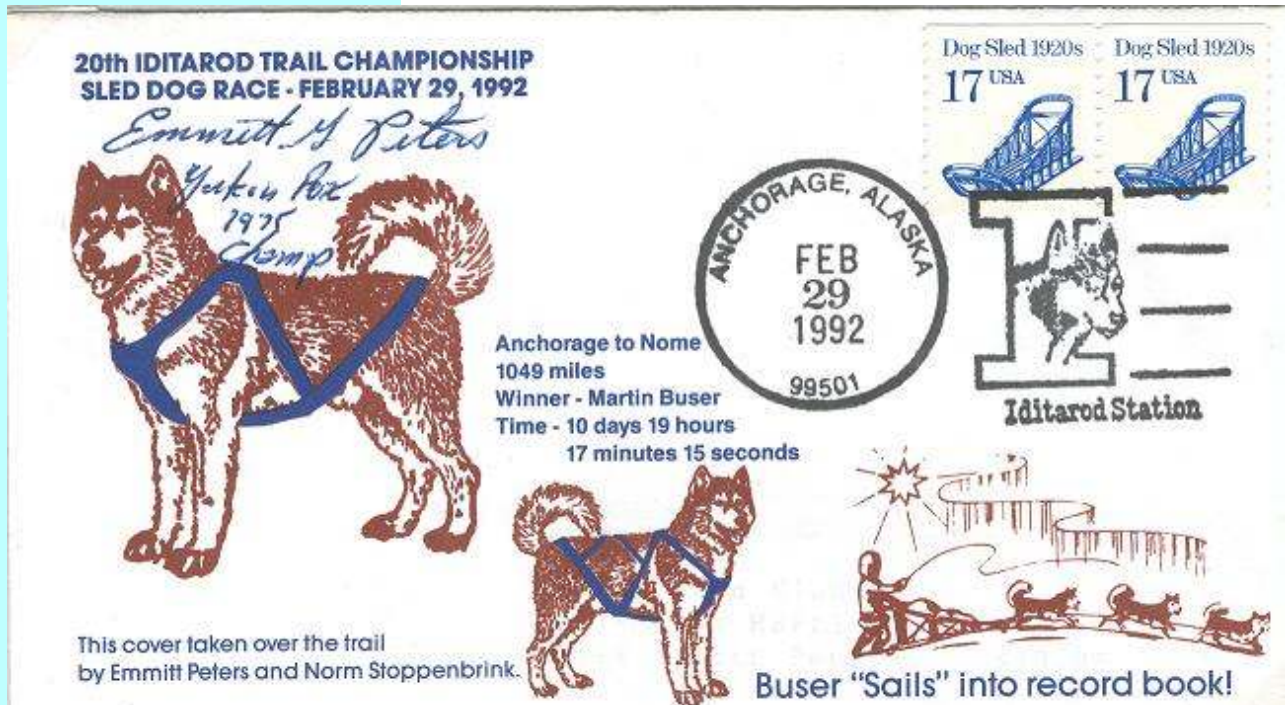 20th IDITAROD TRAIL CHAMPIONSHIP
SLED DOG RACE - FEBRUARY 29, 1992
Emmitt G Peters
Yukon Fox
1975
Champ
Dog Sled 1920s
17 USA
Dog Sled 1920s
17 USA
ANCHORAGE, ALASKA
FEB
29
1992
99501
I
Iditarod Station
Anchorage to Nome
1049 miles
Winner - Martin Buser
Time - 10 days 19 hours
17 minutes 15 seconds
This cover taken over the trail
by Emmitt Peters and Norm Stoppenbrink.
Buser "Sails" into record book!